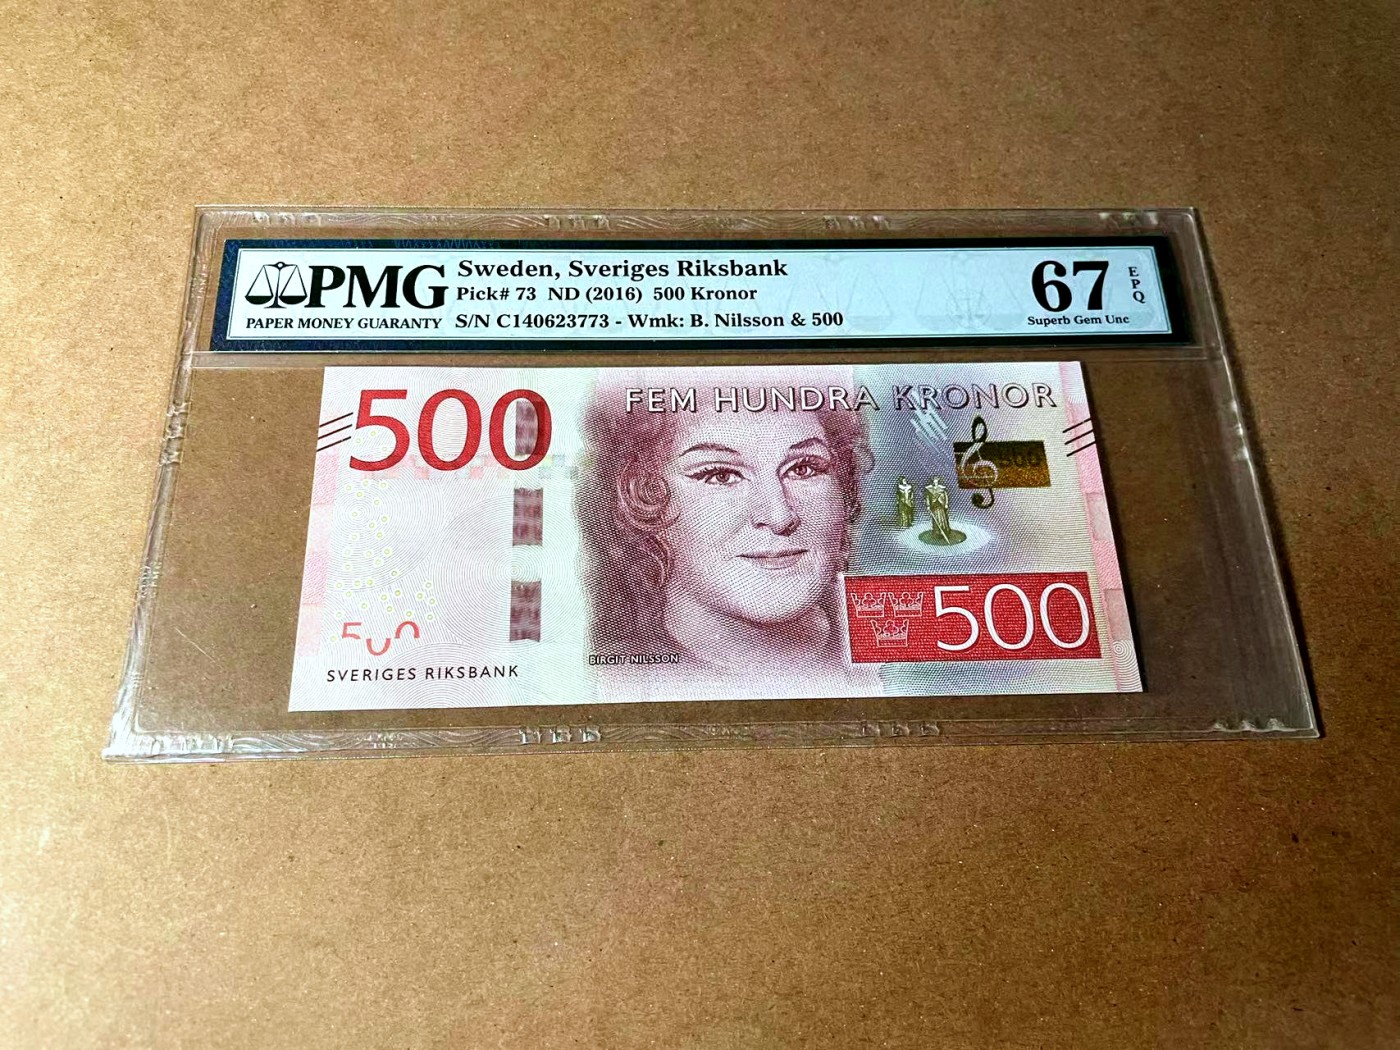 PMG
PAPER MONEY GUARANTY
Sweden, Sveriges Riksbank
Pick# 73 ND (2016) 500 Kronor
S/N C140623773 - Wmk: B. Nilsson & 500
67
EPQ
Superb Gem Unc
500
FEM HUNDRA KRONOR
BIRGIT NILSSON
500
SVERIGES RIKSBANK